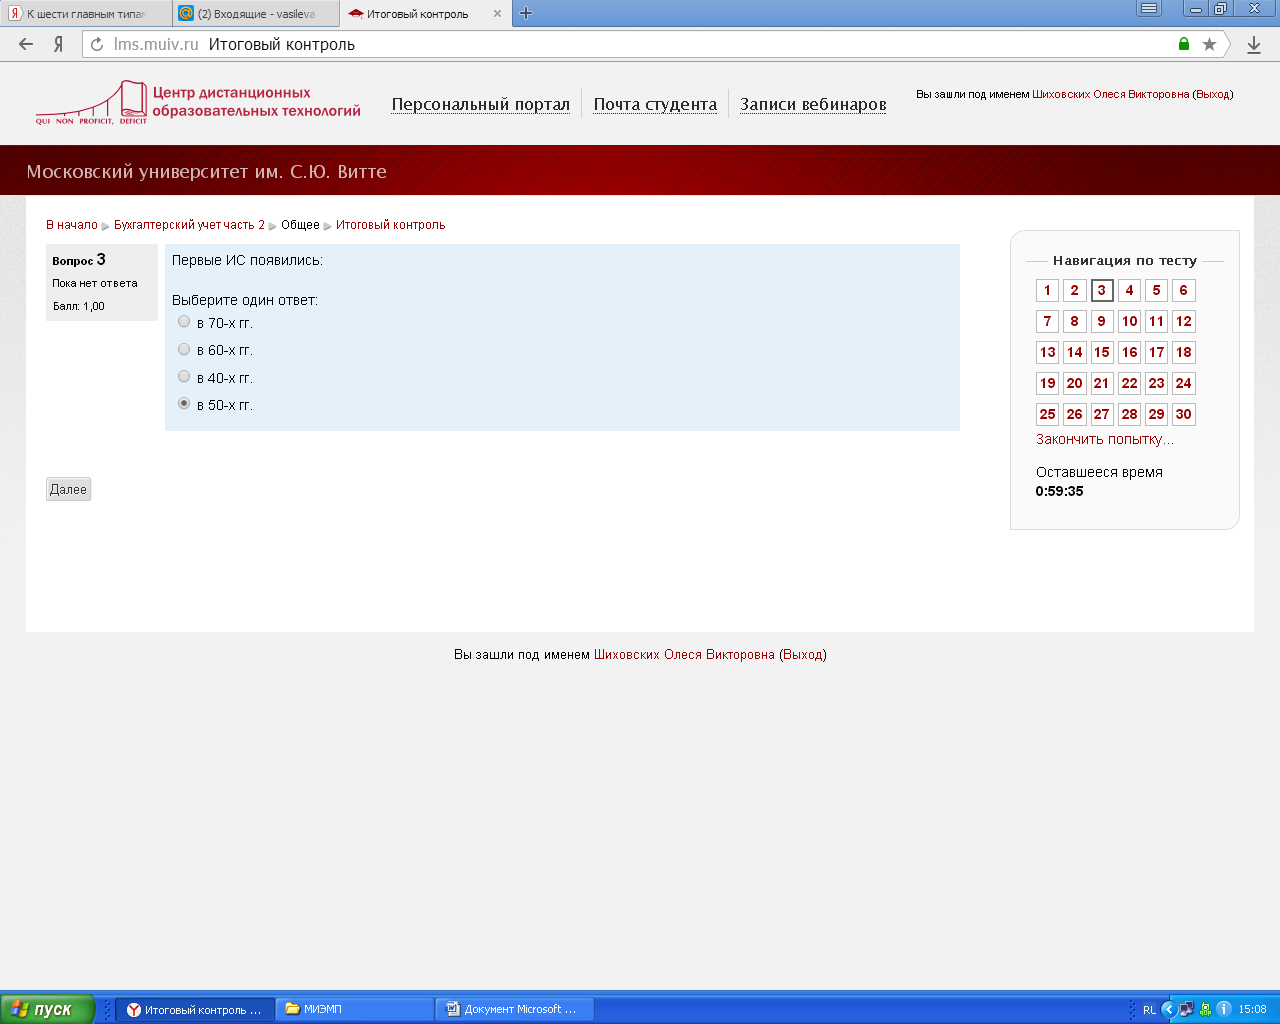 К шести главным типа
(2) Входящие - vasileva
Итоговый контроль
lms.muiv.ru Итоговый контроль
Центр дистанционных
образовательных технологий
QUI NON PROFICIT, DEFICIT
Персональный портал
Почта студента
Записи вебинаров
Вы зашли под именем Шиховских Олеся Викторовна (Выход)
Московский университет им. С.Ю. Витте
В начало
Бухгалтерский учет часть 2
Общее
Итоговый контроль
Вопрос 3
Пока нет ответа
Балл: 1,00
Первые ИС появились:
Выберите один ответ:
в 70-х гг.
в 60-х гг.
в 40-х гг.
в 50-х гг.
Далее
Навигация по тесту
1 2 3 4 5 6
7 8 9 10 11 12
13 14 15 16 17 18
19 20 21 22 23 24
25 26 27 28 29 30
Закончить попытку...
Оставшееся время
0:59:35
Вы зашли под именем Шиховских Олеся Викторовна (Выход)
пуск
Итоговый контроль ...
МИЭМП
Документ Microsoft ...
RL
15:08